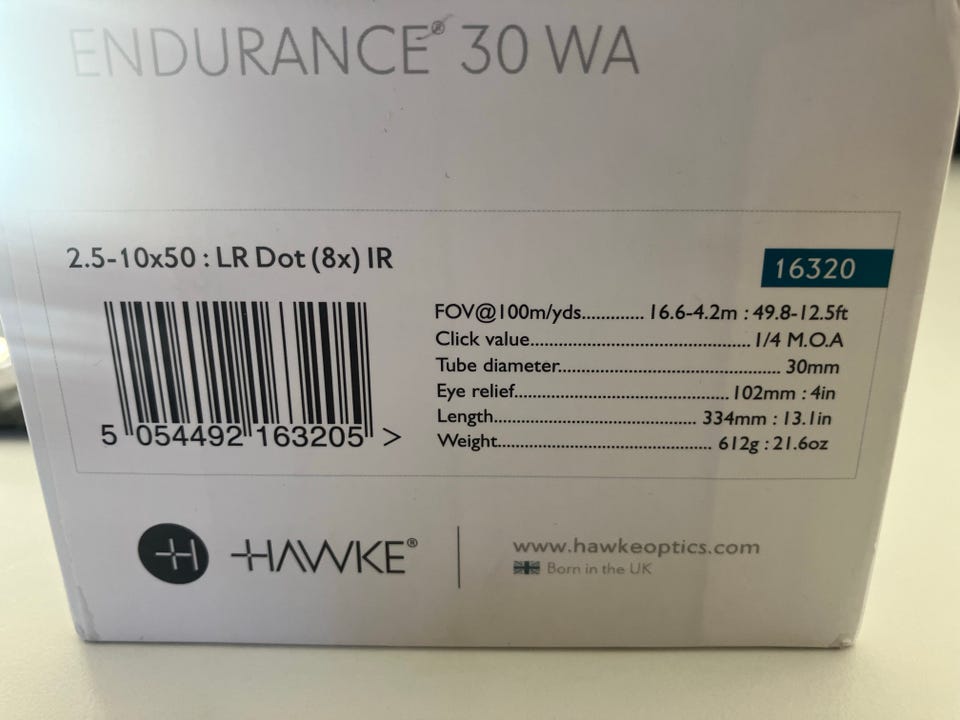 ENDURANCE® 30 WA
2.5-10x50 : LR Dot (8x) IR
16320
FOV@100m/yds............. 16.6-4.2m : 49.8-12.5ft
Click value............................................ 1/4 M.O.A
Tube diameter............................................ 30mm
Eye relief........................................... 102mm : 4in
Length........................................ 334mm : 13.1in
Weight........................................... 612g : 21.6oz
5 054492 163205 >
H HAWKE®
www.hawkeoptics.com
Born in the UK